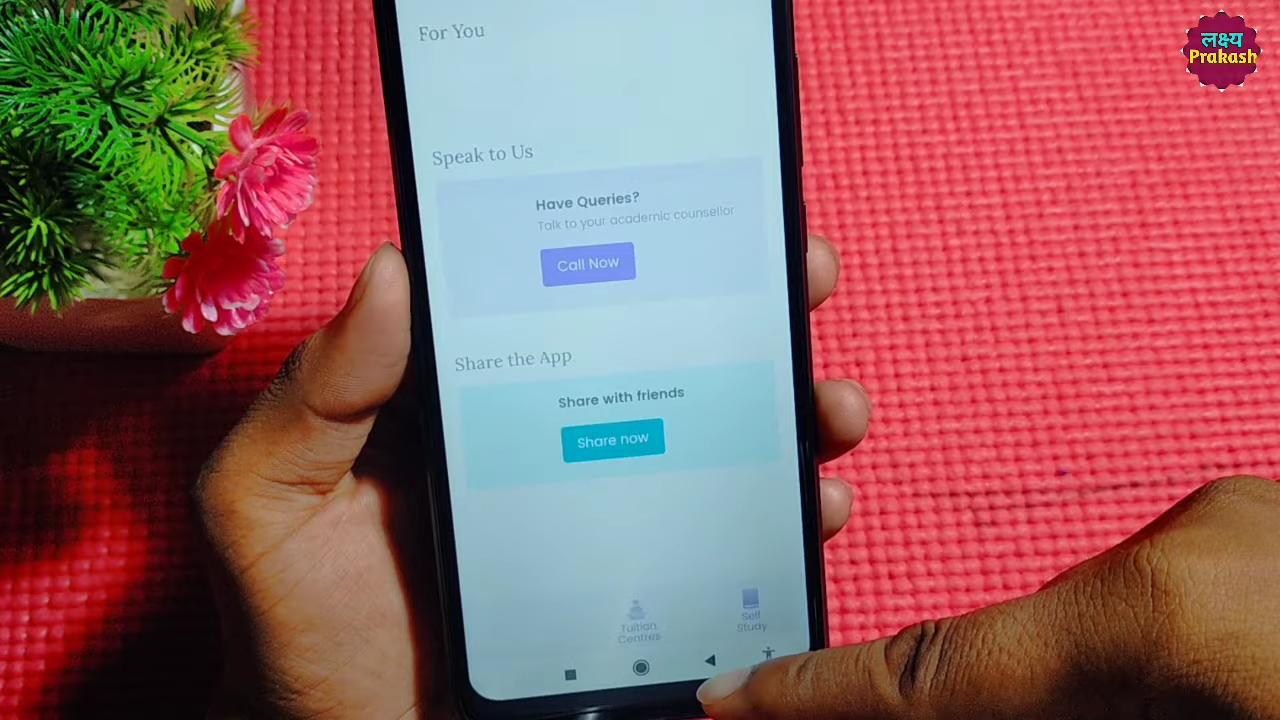 लक्ष्य
Prakash
For You
Speak to Us
Have Queries?
Talk to your academic counsellor
Call Now
Share the App
Share with friends
Share now
Tuition
Centres
Self
Study